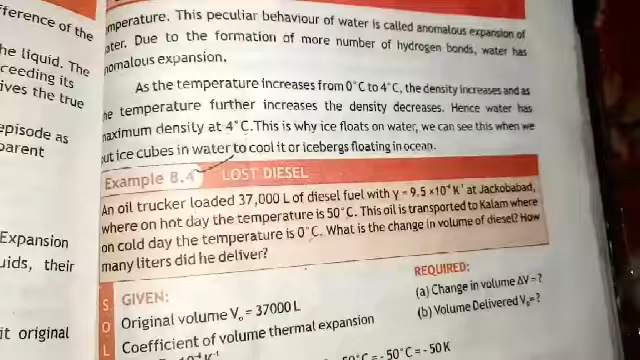 fference of the
he liquid. The
ceeding its
ives the true
episode as
parent
Expansion
uids, their
it original
mperature. This peculiar behaviour of water is called anomalous expansion of
ater. Due to the formation of more number of hydrogen bonds, water has
nomalous expansion.
As the temperature increases from 0°C to 4°C, the density increases and as
he temperature further increases the density decreases. Hence water has
maximum density at 4°C. This is why ice floats on water, we can see this when we
ut ice cubes in water to cool it or icebergs floating in ocean.
Example 8.4 LOST DIESEL
An oil trucker loaded 37,000 L of diesel fuel with γ = 9.5 ×10⁻⁴ K⁻¹ at Jackobabad,
where on hot day the temperature is 50°C. This oil is transported to Kalam where
on cold day the temperature is 0°C. What is the change in volume of diesel? How
many liters did he deliver?
S
O
L
GIVEN:
Original volume V₀ = 37000 L
Coefficient of volume thermal expansion
REQUIRED:
(a) Change in volume ΔV = ?
(b) Volume Delivered
50°C = - 50K